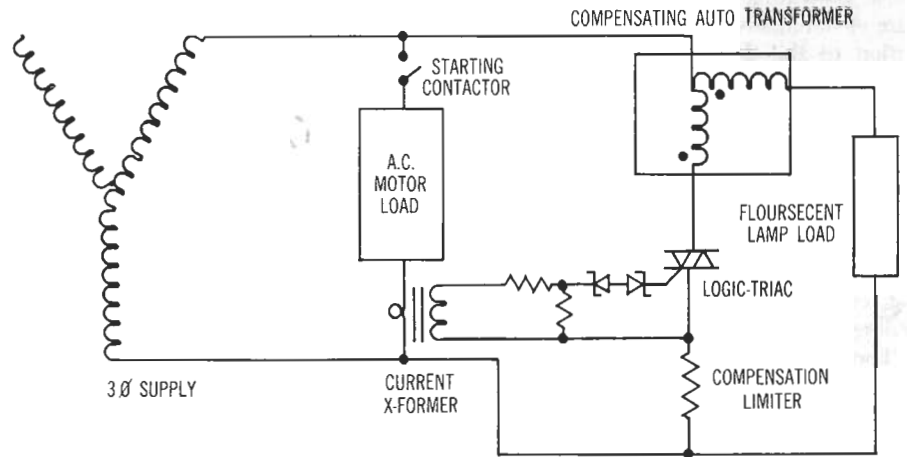 COMPENSATING AUTO TRANSFORMER
STARTING
CONTACTOR
A.C.
MOTOR
LOAD
FLOURSECENT
LAMP LOAD
LOGIC-TRIAC
3Ø SUPPLY
CURRENT
X-FORMER
COMPENSATION
LIMITER